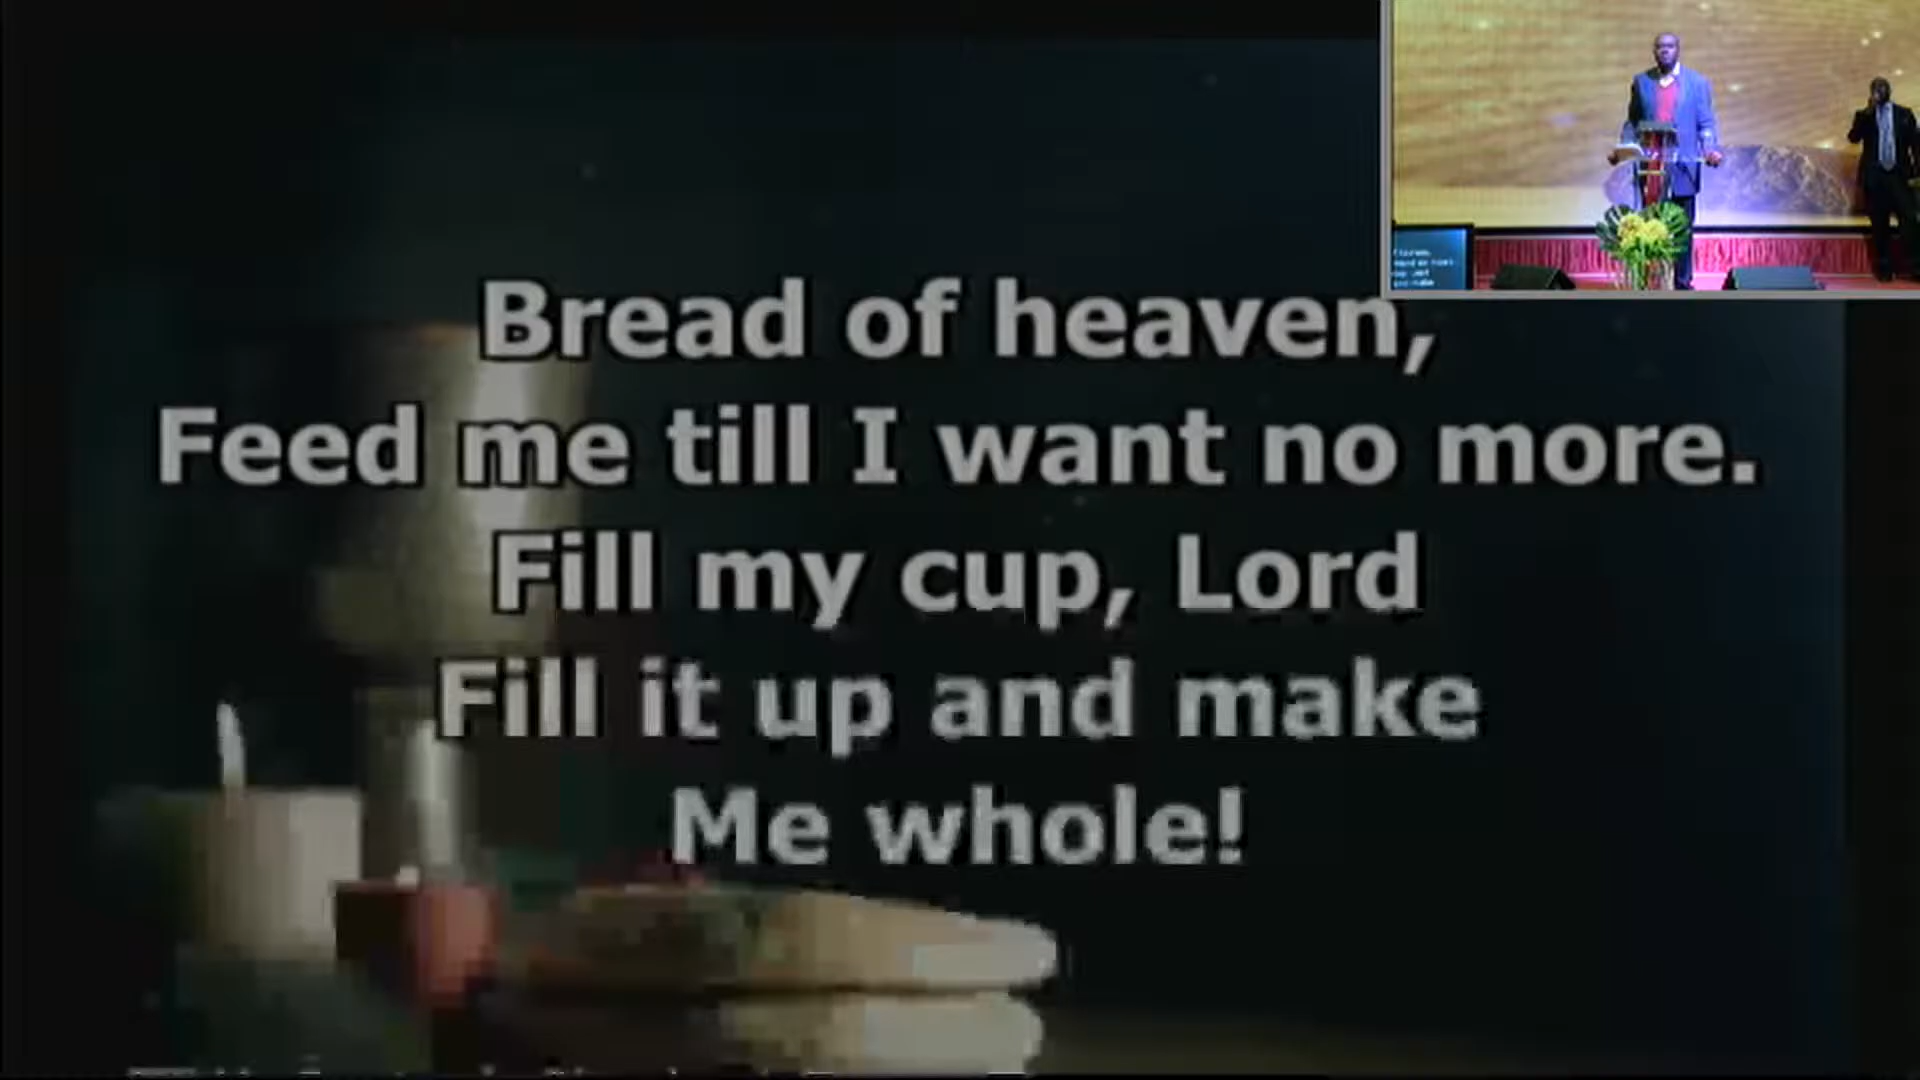 Bread of heaven,
Feed me till I want no more.
Fill my cup, Lord
Fill it up and make
Me whole!